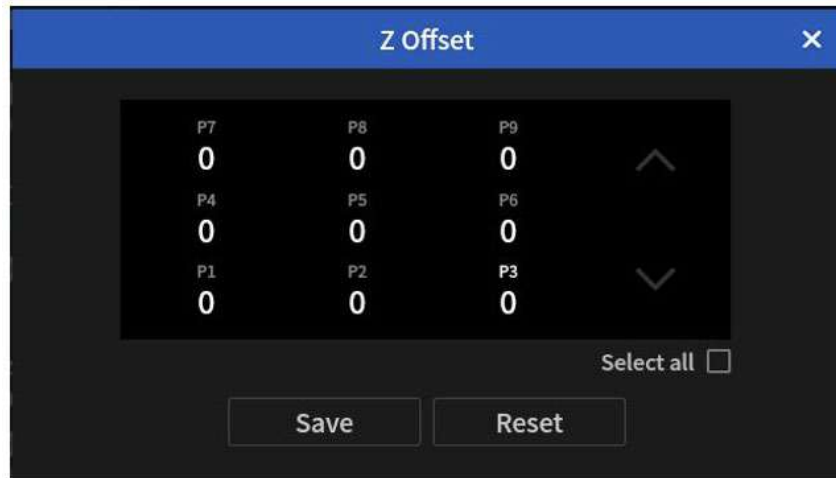 Z Offset
P7 P8 P9
0 0 0
P4 P5 P6
0 0 0
P1 P2 P3
0 0 0
Select all
Save Reset